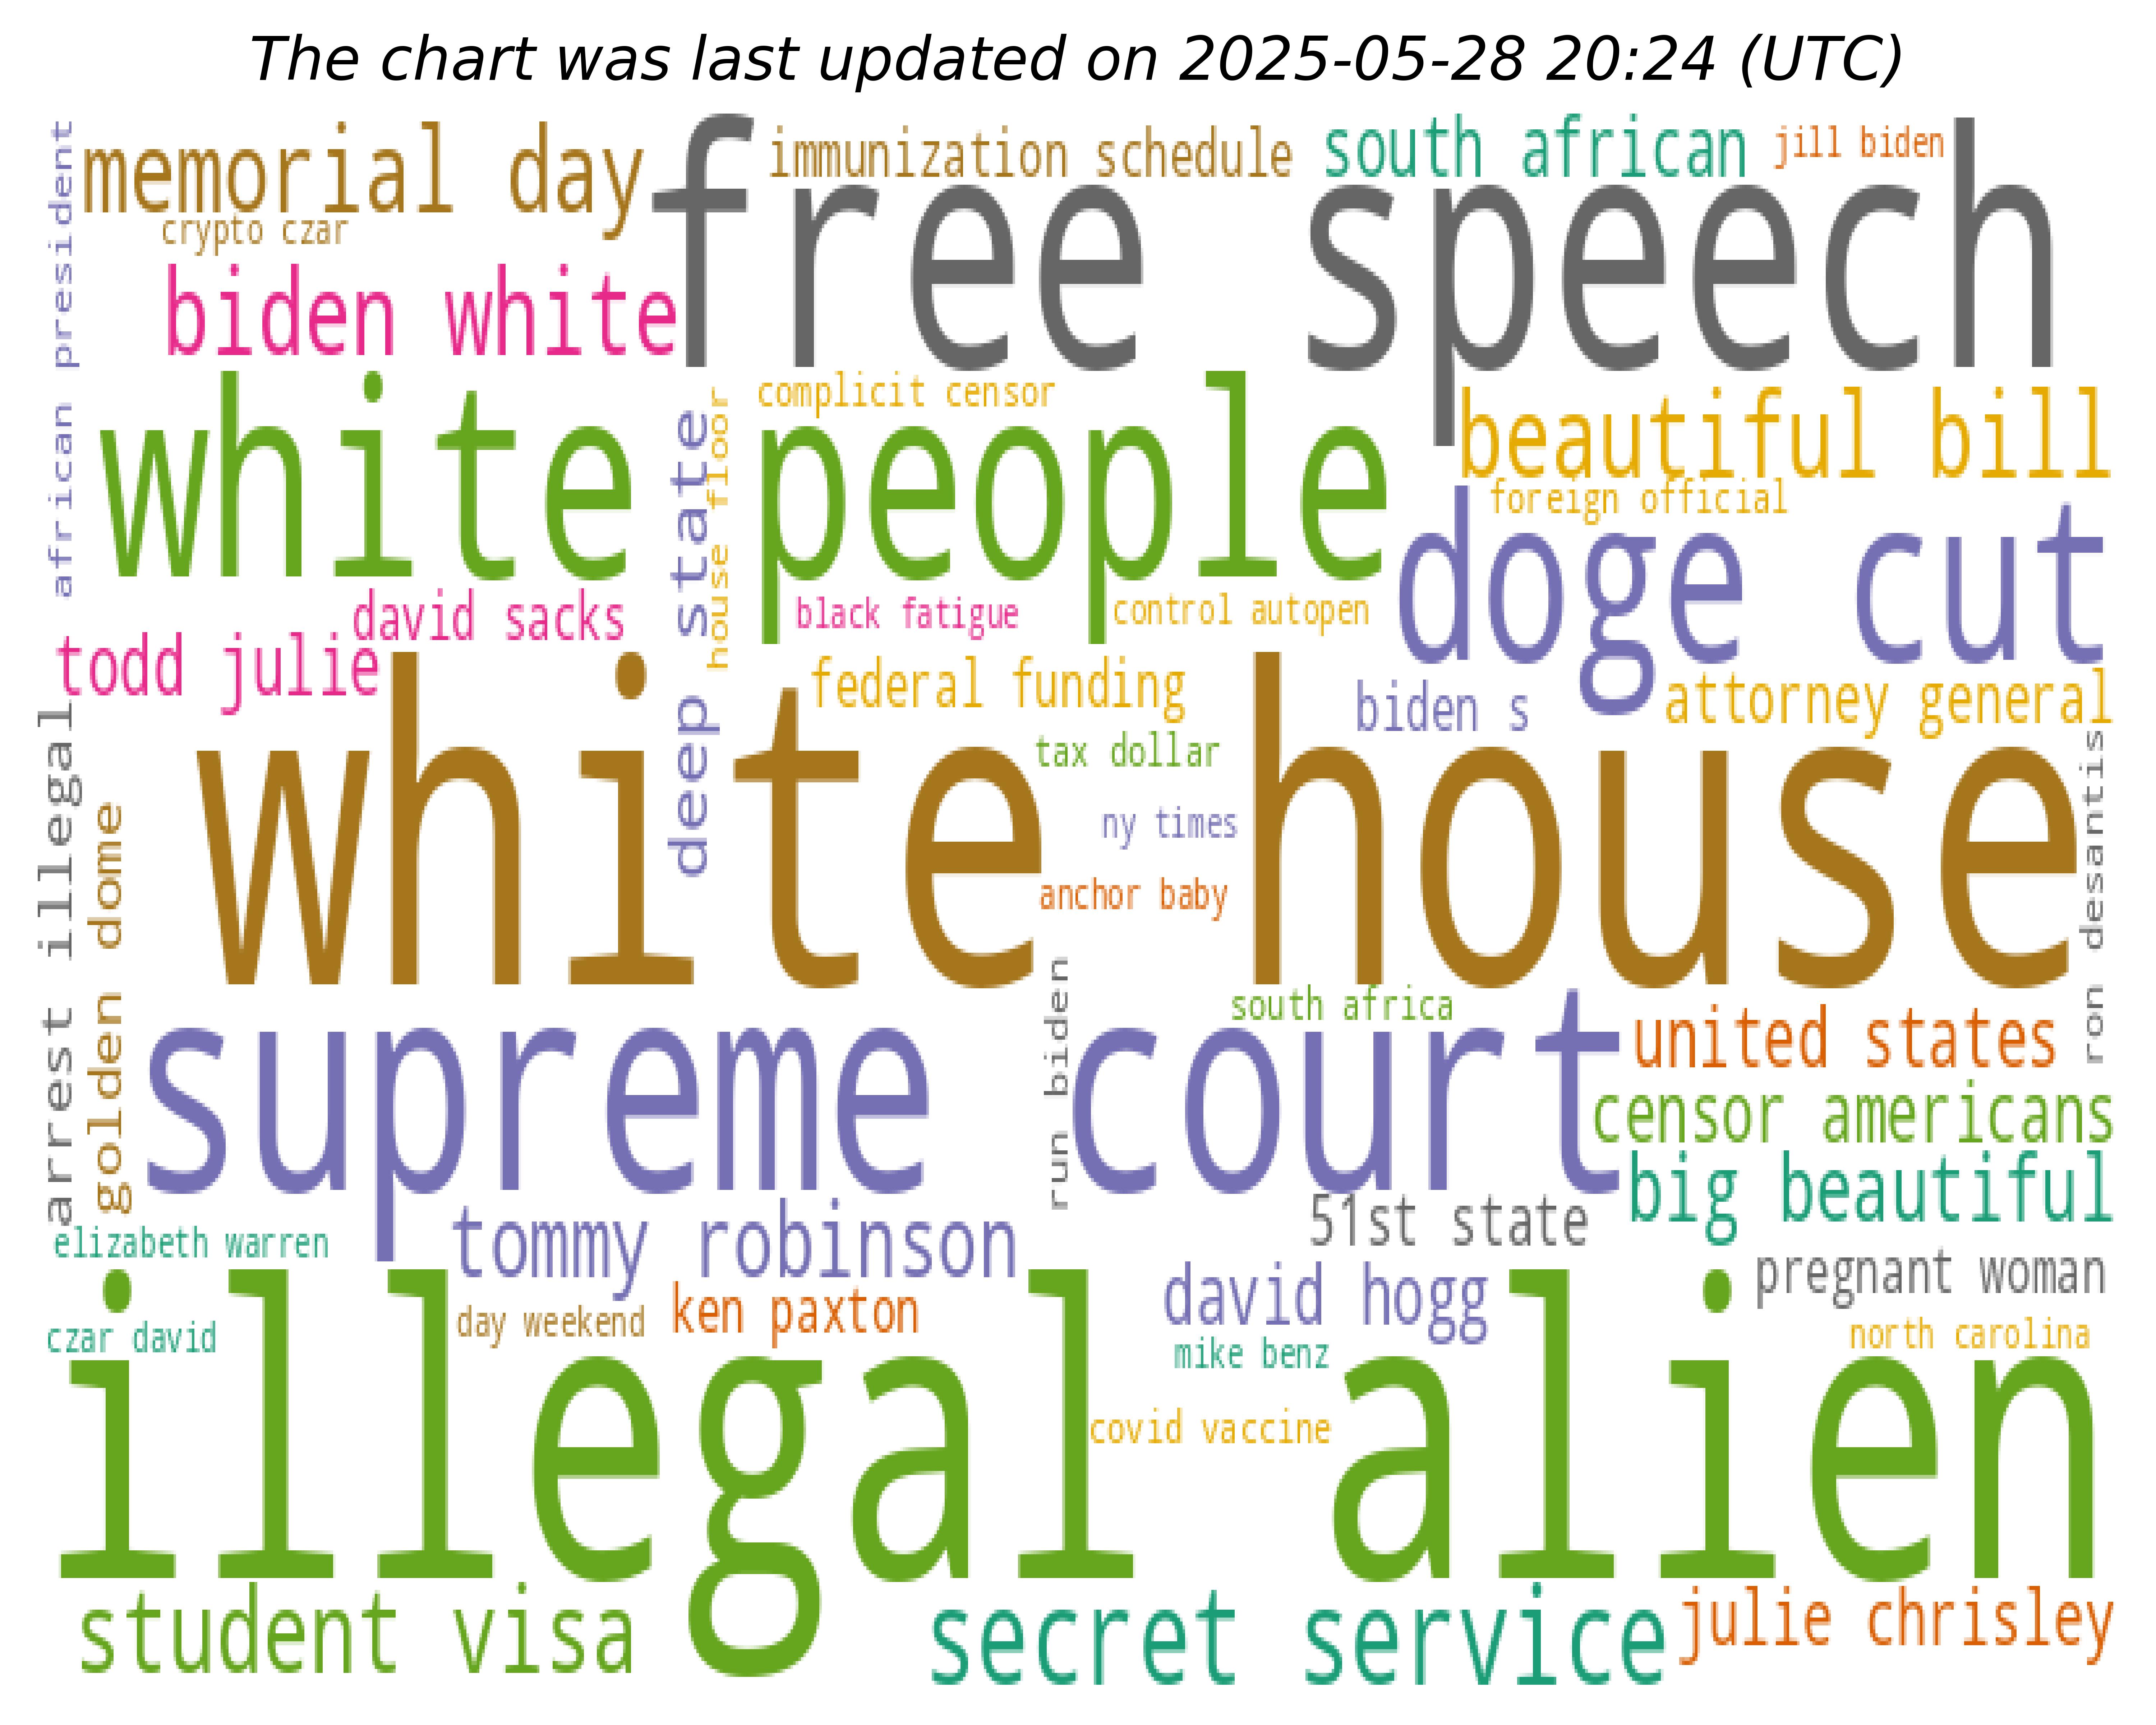 The chart was last updated on 2025-05-28 20:24 (UTC)
african president
memorial day
immunization schedule
south african
jill biden
free speech
crypto czar
biden white
white people
complicit censor
beautiful bill
deep state
house floor
foreign official
doge cut
david sacks
black fatigue
control autopen
todd julie
federal funding
biden s
attorney general
white house
tax dollar
ny times
anchor baby
arrest illegal
golden dome
ron desantis
run biden
south africa
supreme court
united states
censor americans
big beautiful
elizabeth warren
tommy robinson
51st state
pregnant woman
david hogg
ken paxton
day weekend
czar david
mike benz
north carolina
illegal alien
covid vaccine
student visa
secret service
julie chrisley